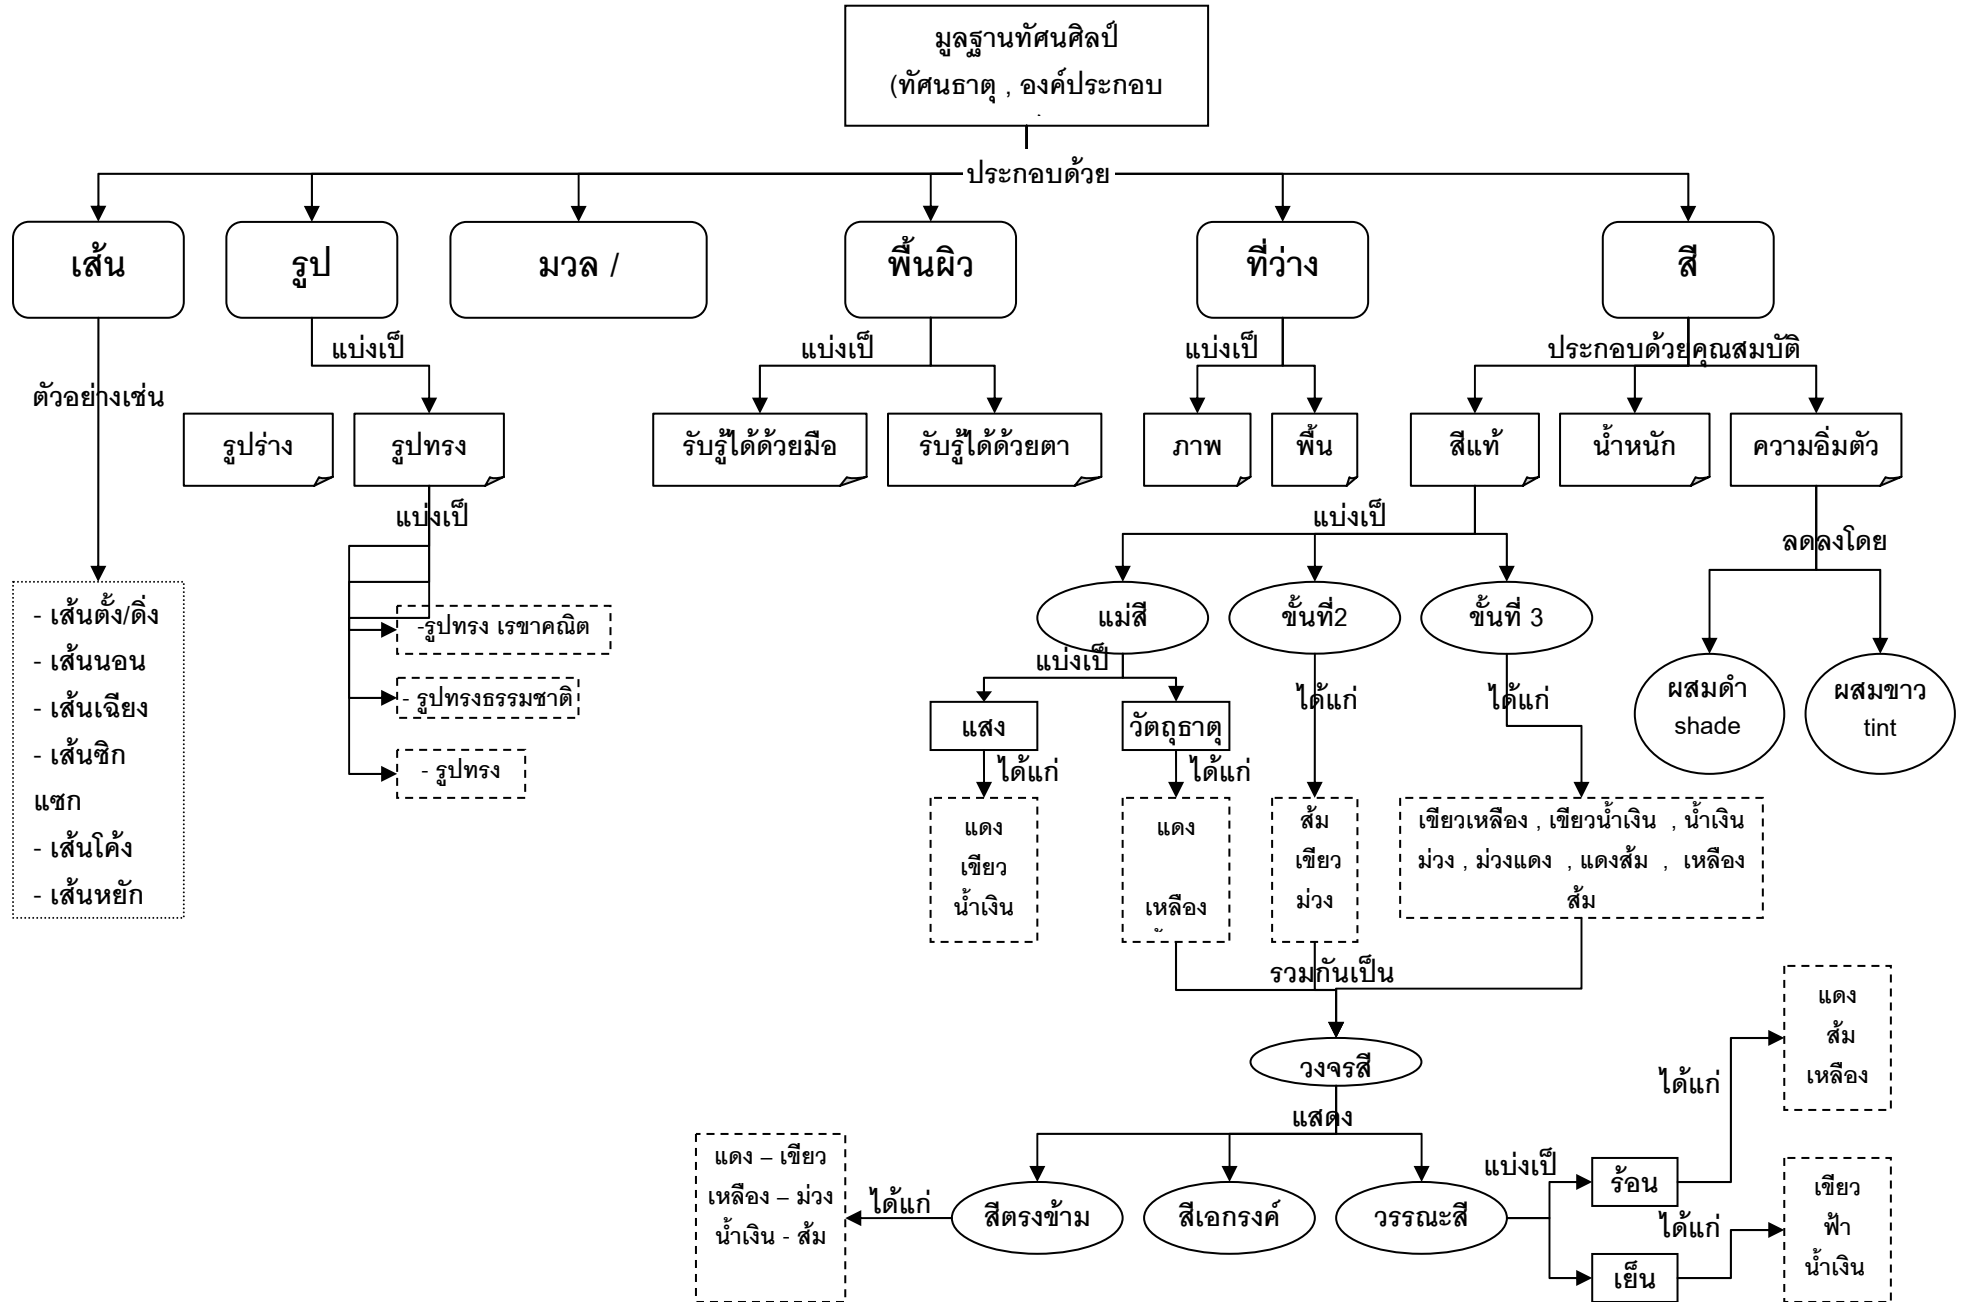 มูลฐานทัศนศิลป์
(ทัศนธาตุ , องค์ประกอบ
ประกอบด้วย
เส้น
รูป
มวล /
พื้นผิว
ที่ว่าง
สี
แบ่งเป็
แบ่งเป็
แบ่งเป็
ประกอบด้วยคุณสมบัติ
ตัวอย่างเช่น
รูปร่าง
รูปทรง
รับรู้ได้ด้วยมือ
รับรู้ได้ด้วยตา
ภาพ
พื้น
สีแท้
น้ำหนัก
ความอิ่มตัว
แบ่งเป็
แบ่งเป็
ลดลงโดย
- เส้นตั้ง/ดิ่ง
- เส้นนอน
- เส้นเฉียง
- เส้นซิก
แซก
- เส้นโค้ง
- เส้นหยัก
-รูปทรง เรขาคณิต
- รูปทรงธรรมชาติ
- รูปทรง
แม่สี
ขั้นที่2
ขั้นที่ 3
แบ่งเป็
ได้แก่
ได้แก่
ผสมดำ
shade
ผสมขาว
tint
แสง
วัตถุธาตุ
ได้แก่
ได้แก่
แดง
เขียว
น้ำเงิน
แดง
เหลือง
ส้ม
เขียว
ม่วง
เขียวเหลือง , เขียวน้ำเงิน , น้ำเงิน
ม่วง , ม่วงแดง , แดงส้ม , เหลือง
ส้ม
รวมกันเป็น
วงจรสี
แสดง
สีตรงข้าม
สีเอกรงค์
วรรณะสี
ได้แก่
แดง – เขียว
เหลือง – ม่วง
น้ำเงิน - ส้ม
แบ่งเป็
ร้อน
เย็น
ได้แก่
แดง
ส้ม
เหลือง
ได้แก่
เขียว
ฟ้า
น้ำเงิน